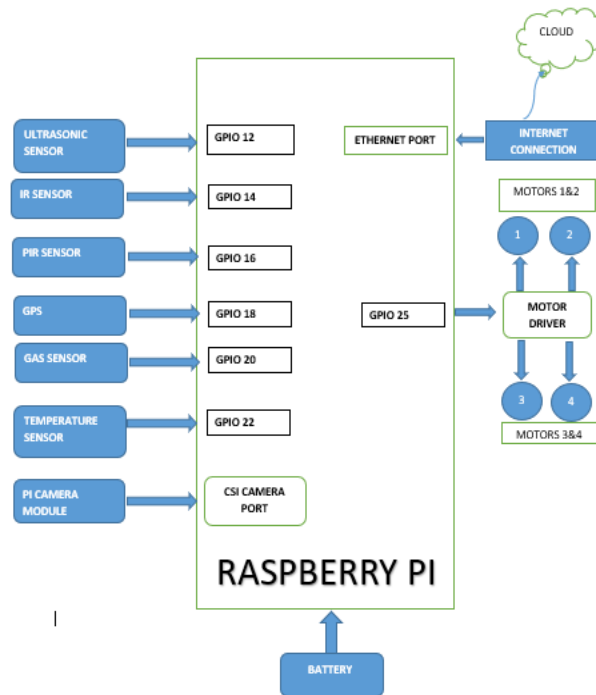 CLOUD
ULTRASONIC
SENSOR
GPIO 12
ETHERNET PORT
INTERNET
CONNECTION
IR SENSOR
GPIO 14
MOTORS 1&2
1
2
PIR SENSOR
GPIO 16
GPS
GPIO 18
GPIO 25
MOTOR
DRIVER
GAS SENSOR
GPIO 20
3
4
TEMPERATURE
SENSOR
GPIO 22
MOTORS 3&4
PI CAMERA
MODULE
CSI CAMERA
PORT
RASPBERRY PI
BATTERY